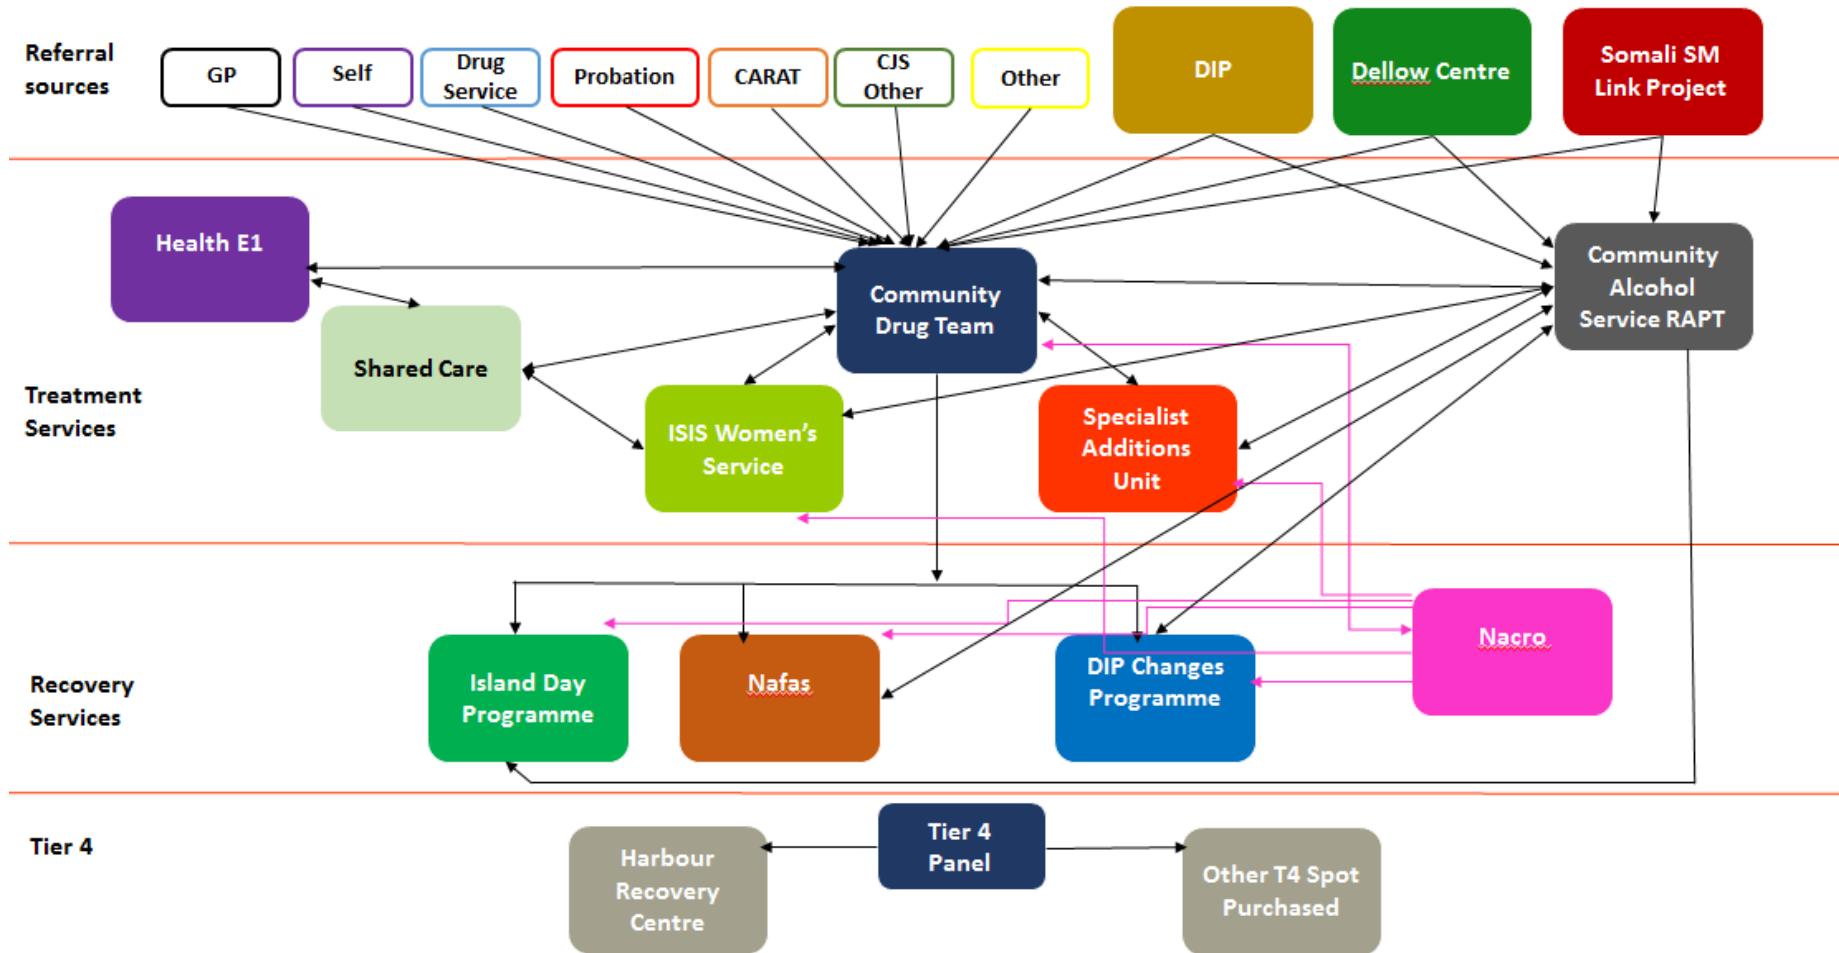 Referral
sources
GP
Self
Drug
Service
Probation
CARAT
CJS
Other
Other
DIP
Dellow Centre
Somali SM
Link Project
Treatment
Services
Health E1
Shared Care
Community
Drug Team
ISIS Women's
Service
Specialist
Additions
Unit
Community
Alcohol
Service RAPT
Recovery
Services
Island Day
Programme
Nafas
DIP Changes
Programme
Nacro
Tier 4
Harbour
Recovery
Centre
Tier 4
Panel
Other T4 Spot
Purchased